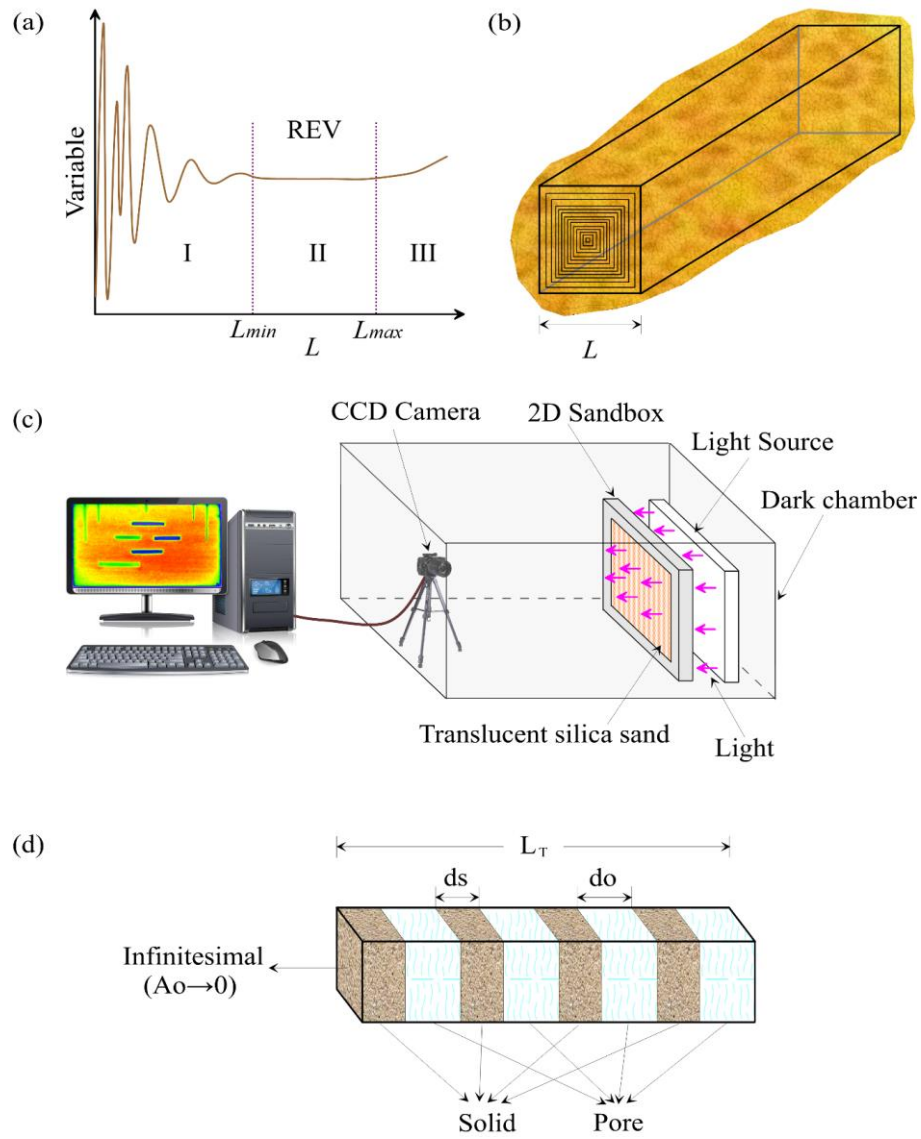 (a)
Variable
REV
I
II
III
Lmin
Lmax
L
(b)
L
(c)
CCD Camera
2D Sandbox
Light Source
Dark chamber
Translucent silica sand
Light
(d)
LT
ds
do
Infinitesimal
(Ao→0)
Solid
Pore